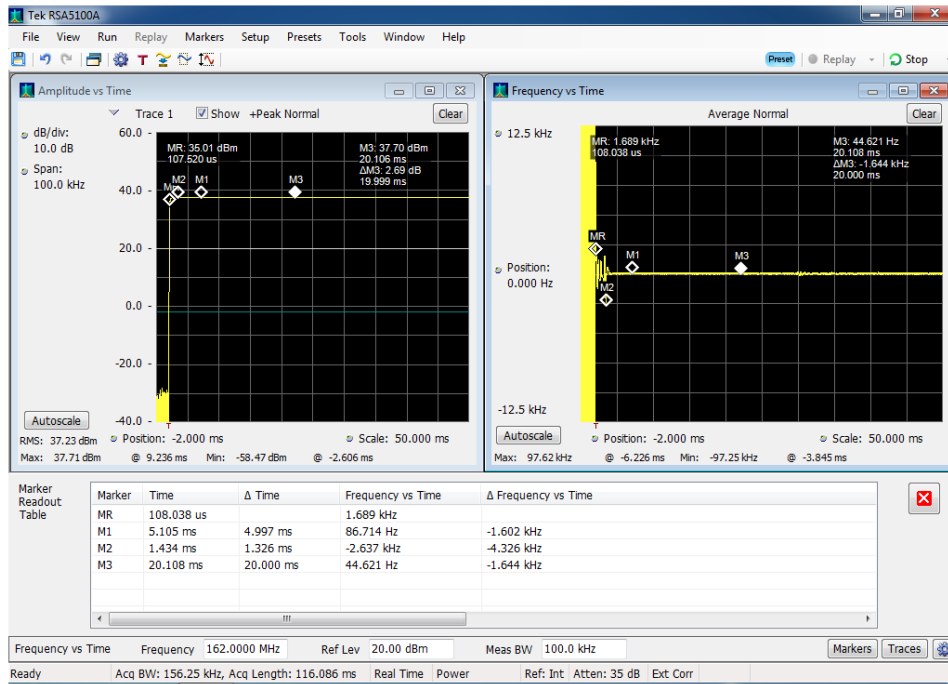 Tek RSA5100A
File View Run Replay Markers Setup Presets Tools Window Help
T
Preset Replay Stop
Amplitude vs Time
Trace 1 Show +Peak Normal Clear
dB/div:
10.0 dB
Span:
100.0 kHz
60.0
40.0
20.0
0.0
-20.0
-40.0
MR: 35.01 dBm
107.520 us
M3: 37.70 dBm
20.106 ms
ΔM3: 2.69 dB
19.999 ms
M2 M1 M3
T
Autoscale
RMS: 37.23 dBm Position: -2.000 ms Scale: 50.000 ms
Max: 37.71 dBm @ 9.236 ms Min: -58.47 dBm @ -2.606 ms
Frequency vs Time
Average Normal Clear
12.5 kHz
Position:
0.000 Hz
-12.5 kHz
MR: 1.689 kHz
108.038 us
M3: 44.621 Hz
20.108 ms
ΔM3: -1.644 kHz
20.000 ms
MR
M1 M3
M2
T
Autoscale Position: -2.000 ms Scale: 50.000 ms
Max: 97.62 kHz @ -6.226 ms Min: -97.25 kHz @ -3.845 ms
Marker
Readout
Table
Marker Time Δ Time Frequency vs Time Δ Frequency vs Time
MR 108.038 us 1.689 kHz
M1 5.105 ms 4.997 ms 86.714 Hz -1.602 kHz
M2 1.434 ms 1.326 ms -2.637 kHz -4.326 kHz
M3 20.108 ms 20.000 ms 44.621 Hz -1.644 kHz
Frequency vs Time Frequency 162.0000 MHz Ref Lev 20.00 dBm Meas BW 100.0 kHz Markers Traces
Ready Acq BW: 156.25 kHz, Acq Length: 116.086 ms Real Time Power Ref: Int Atten: 35 dB Ext Corr